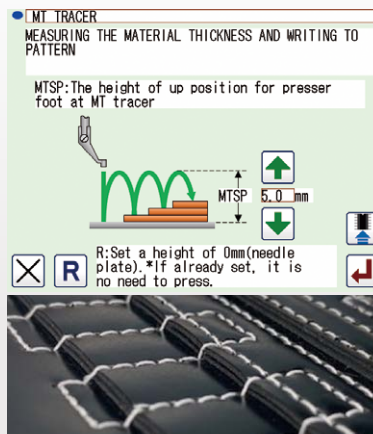 MT TRACER
MEASURING THE MATERIAL THICKNESS AND WRITING TO
PATTERN
MTSP:The height of up position for presser
foot at MT tracer
MTSP 5.0 mm
R R:Set a height of 0mm(needle
plate).*If already set, it is
no need to press.